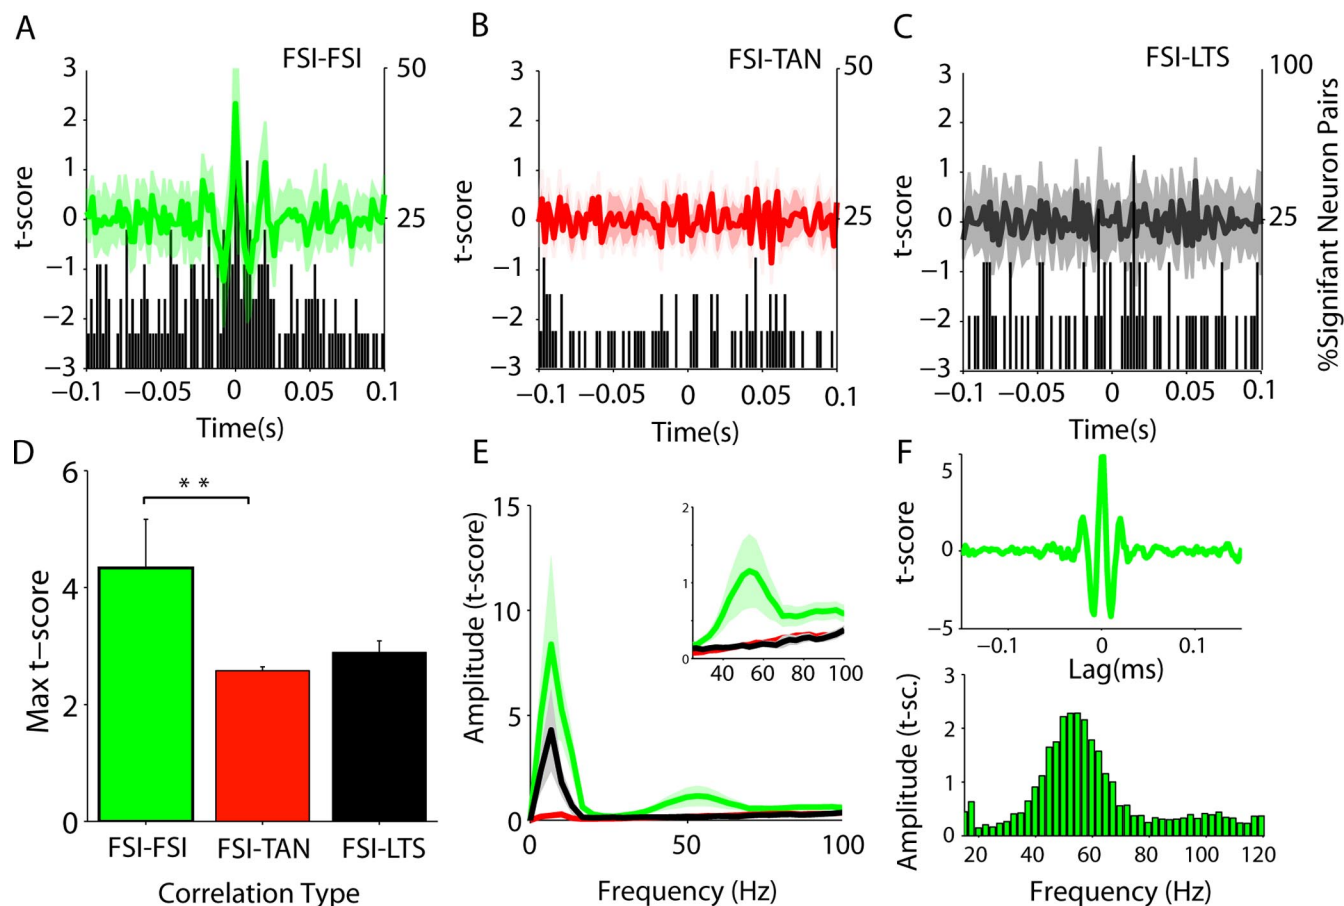 A
FSI-FSI
3
2
1
0
−1
−2
−3
t-score
50
25
−0.1
−0.05
0
0.05
0.1
Time(s)
B
FSI-TAN
3
2
1
0
−1
−2
−3
t-score
50
25
−0.1
−0.05
0
0.05
0.1
Time(s)
C
FSI-LTS
3
2
1
0
−1
−2
−3
t-score
100
25
%Signifant Neuron Pairs
−0.1
−0.05
0
0.05
0.1
Time(s)
D
6
4
2
0
Max t−score
* *
FSI-FSI
FSI-TAN
FSI-LTS
Correlation Type
E
15
10
5
0
Amplitude (t-score)
2
1
0
40
60
80
100
0
50
100
Frequency (Hz)
F
5
0
−5
t-score
−0.1
0
0.1
Lag(ms)
3
2
1
0
Amplitude (t-sc.)
20
40
60
80
100
120
Frequency (Hz)